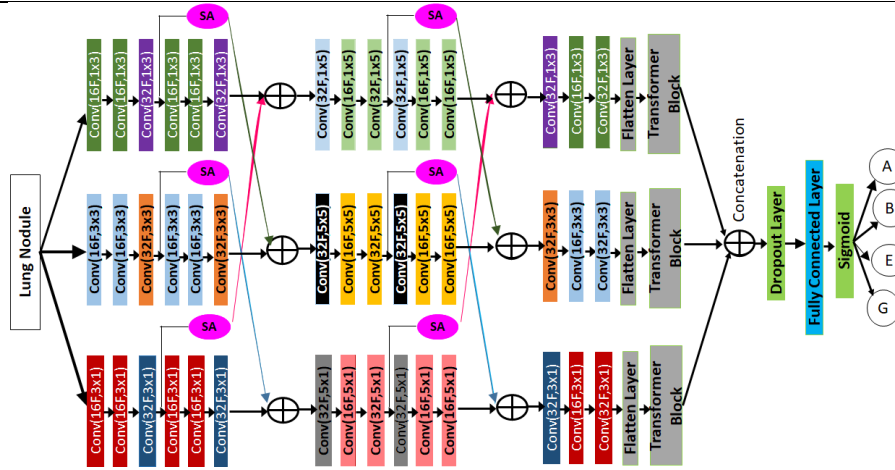 Lung Nodule
SA
SA
Conv(16F,1x3)
Conv(16F,1x3)
Conv(32F,1x3)
Conv(16F,1x3)
Conv(16F,1x3)
Conv(32F,1x3)
Conv(32F,1x5)
Conv(16F,1x5)
Conv(32F,1x5)
Conv(32F,1x5)
Conv(16F,1x5)
Conv(16F,1x5)
Conv(32F,1x3)
Conv(16F,1x3)
Conv(32F,1x3)
Flatten Layer
Transformer
Block
SA
SA
Conv(16F,3x3)
Conv(16F,3x3)
Conv(32F,3x3)
Conv(16F,3x3)
Conv(16F,3x3)
Conv(32F,3x3)
Conv(32F,5x5)
Conv(16F,5x5)
Conv(32F,5x5)
Conv(32F,5x5)
Conv(16F,5x5)
Conv(16F,5x5)
Conv(32F,3x3)
Conv(16F,3x3)
Conv(32F,3x3)
Flatten Layer
Transformer
Block
SA
SA
Conv(16F,3x1)
Conv(16F,3x1)
Conv(32F,3x1)
Conv(16F,3x1)
Conv(16F,3x1)
Conv(32F,3x1)
Conv(32F,5x1)
Conv(16F,5x1)
Conv(32F,5x1)
Conv(32F,5x1)
Conv(16F,5x1)
Conv(16F,5x1)
Conv(32F,3x1)
Conv(16F,3x1)
Conv(32F,3x1)
Flatten Layer
Transformer
Block
Concatenation
Dropout Layer
Fully Connected Layer
Sigmoid
A
B
E
G